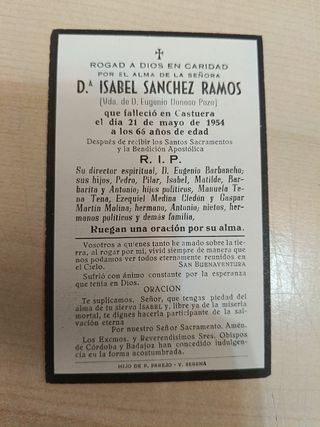 ROGAD A DIOS EN CARIDAD
POR EL ALMA DE LA SEÑORA
D.ª ISABEL SANCHEZ RAMOS
(Vda. de D. Eugenio Donoso Pozo)
que falleció en Castuera
el día 21 de mayo de 1954
a los 66 años de edad
Después de recibir los Santos Sacramentos
y la Bendición Apostólica
R. I. P.
Su director espiritual, D. Eugenio Barbancho;
sus hijos, Pedro, Pilar, Isabel, Matilde, Bar-
barita y Antonio; hijos políticos, Manuela Te-
na Tena, Ezequiel Medina Cledón y Gaspar
Martín Molina; hermano, Antonio, nietos, her-
manos políticos y demás familia,
Ruegan una oración por su alma.
Vosotros a quienes tanto he amado sobre la tie-
rra, al rogar por mi, vivid siempre de manera que
nos podamos ver todos eternamente reunidos en
el Cielo. SAN BUENAVENTURA
Sufrió con ánimo constante por la esperanza
que tenía en Dios.
ORACION
Te suplicamos, Señor, que tengas piedad del
alma de tu sierva ISABEL y, libre ya de la miseria
mortal, te dignes hacerla participante de la sal-
vación eterna
Por nuestro Señor Sacramento. Amén.
Los Excmos. y Reverendísimos Sres. Obispos
de Córdoba y Badajoz han concedido indulgen-
cias en la forma acostumbrada.
HIJO DE P. PAREJO - V. SERENA